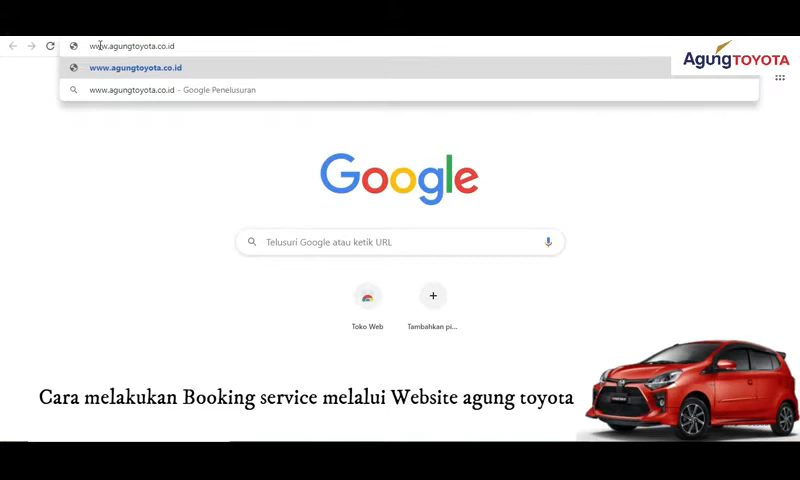 www.agungtoyota.co.id
www.agungtoyota.co.id
www.agungtoyota.co.id - Google Penelusuran
AgungTOYOTA
Google
Telusuri Google atau ketik URL
Toko Web
Tambahkan pi...
Cara melakukan Booking service melalui Website agung toyota